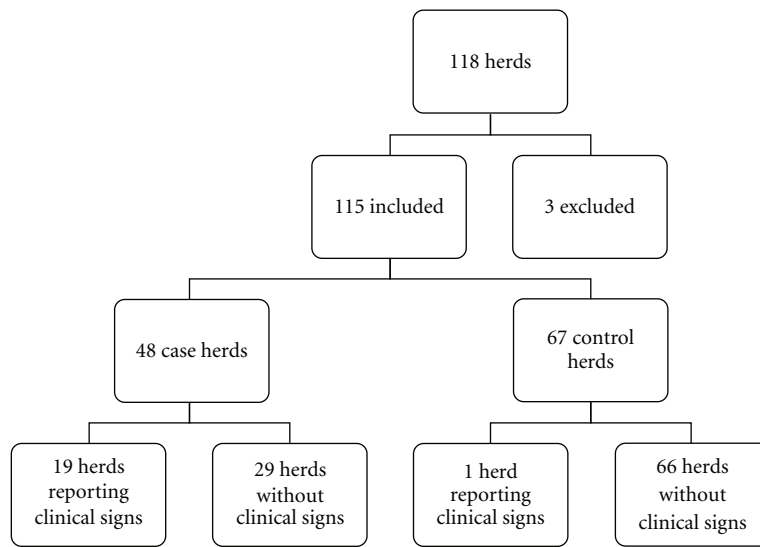 118 herds
115 included
3 excluded
48 case herds
67 control
herds
19 herds
reporting
clinical signs
29 herds
without
clinical signs
1 herd
reporting
clinical signs
66 herds
without
clinical signs